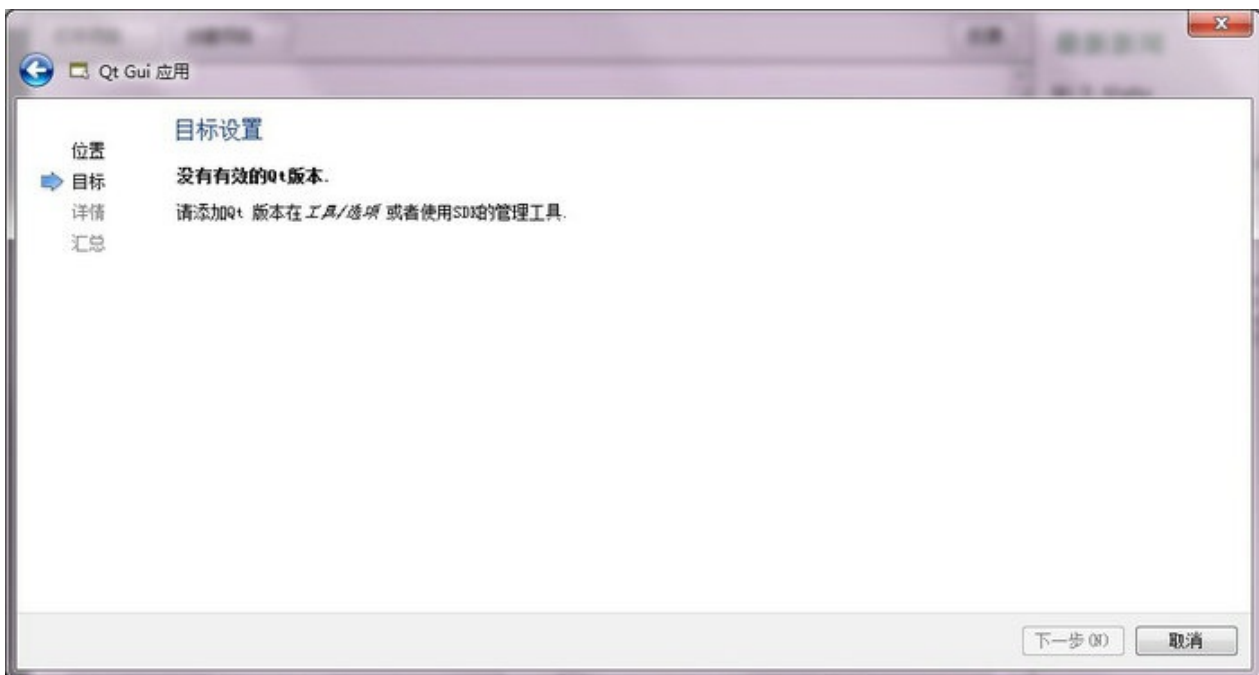 Qt Gui 应用
目标设置
位置
没有有效的Qt版本.
目标
请添加Qt 版本在 工具/选项 或者使用SDK的管理工具.
详情
汇总
下一步(N)
取消